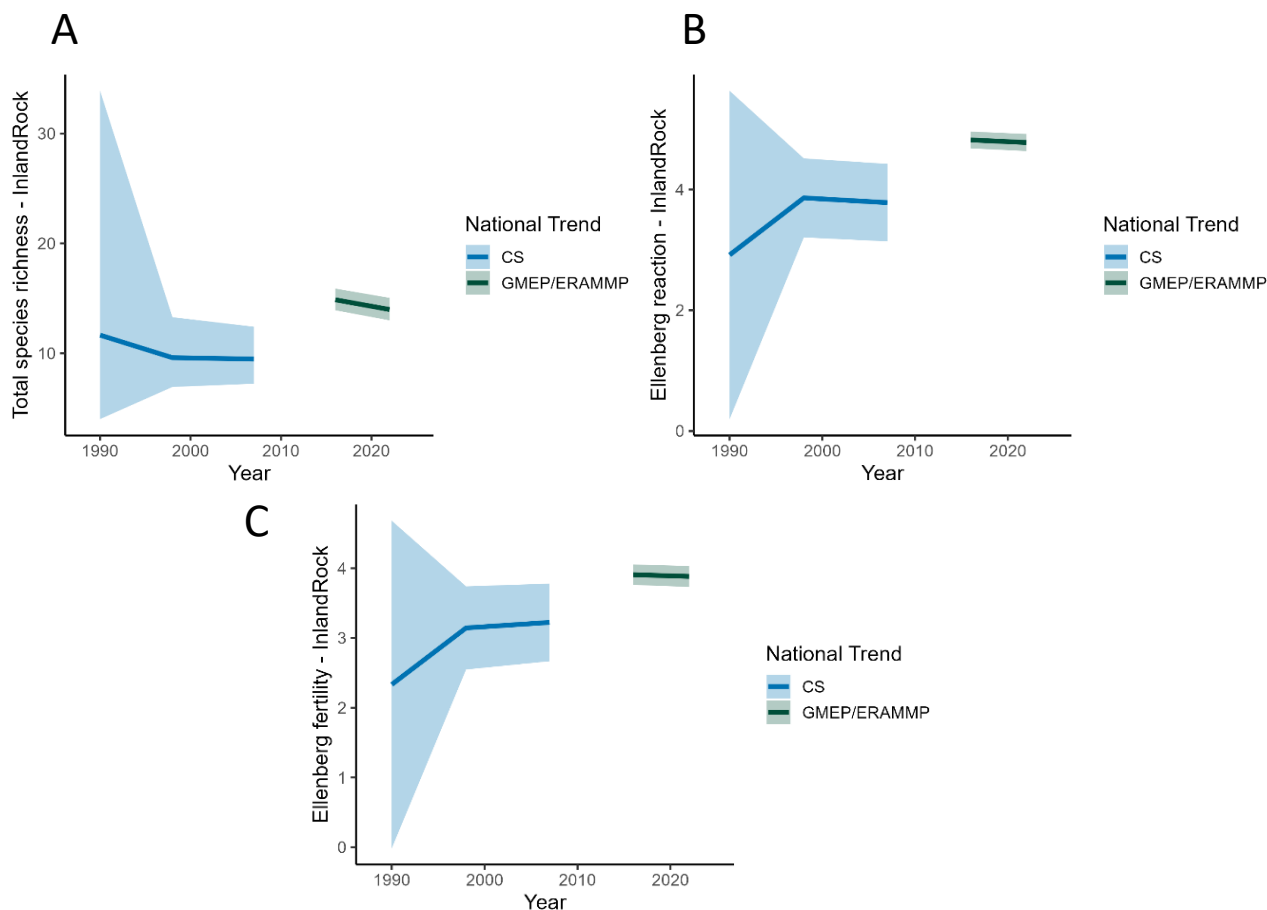 A
Total species richness - InlandRock
30
20
10
1990 2000 2010 2020
Year
National Trend
CS
GMEP/ERAMMP
B
Ellenberg reaction - InlandRock
4
2
0
1990 2000 2010 2020
Year
National Trend
CS
GMEP/ERAMMP
C
Ellenberg fertility - InlandRock
4
3
2
1
0
1990 2000 2010 2020
Year
National Trend
CS
GMEP/ERAMMP